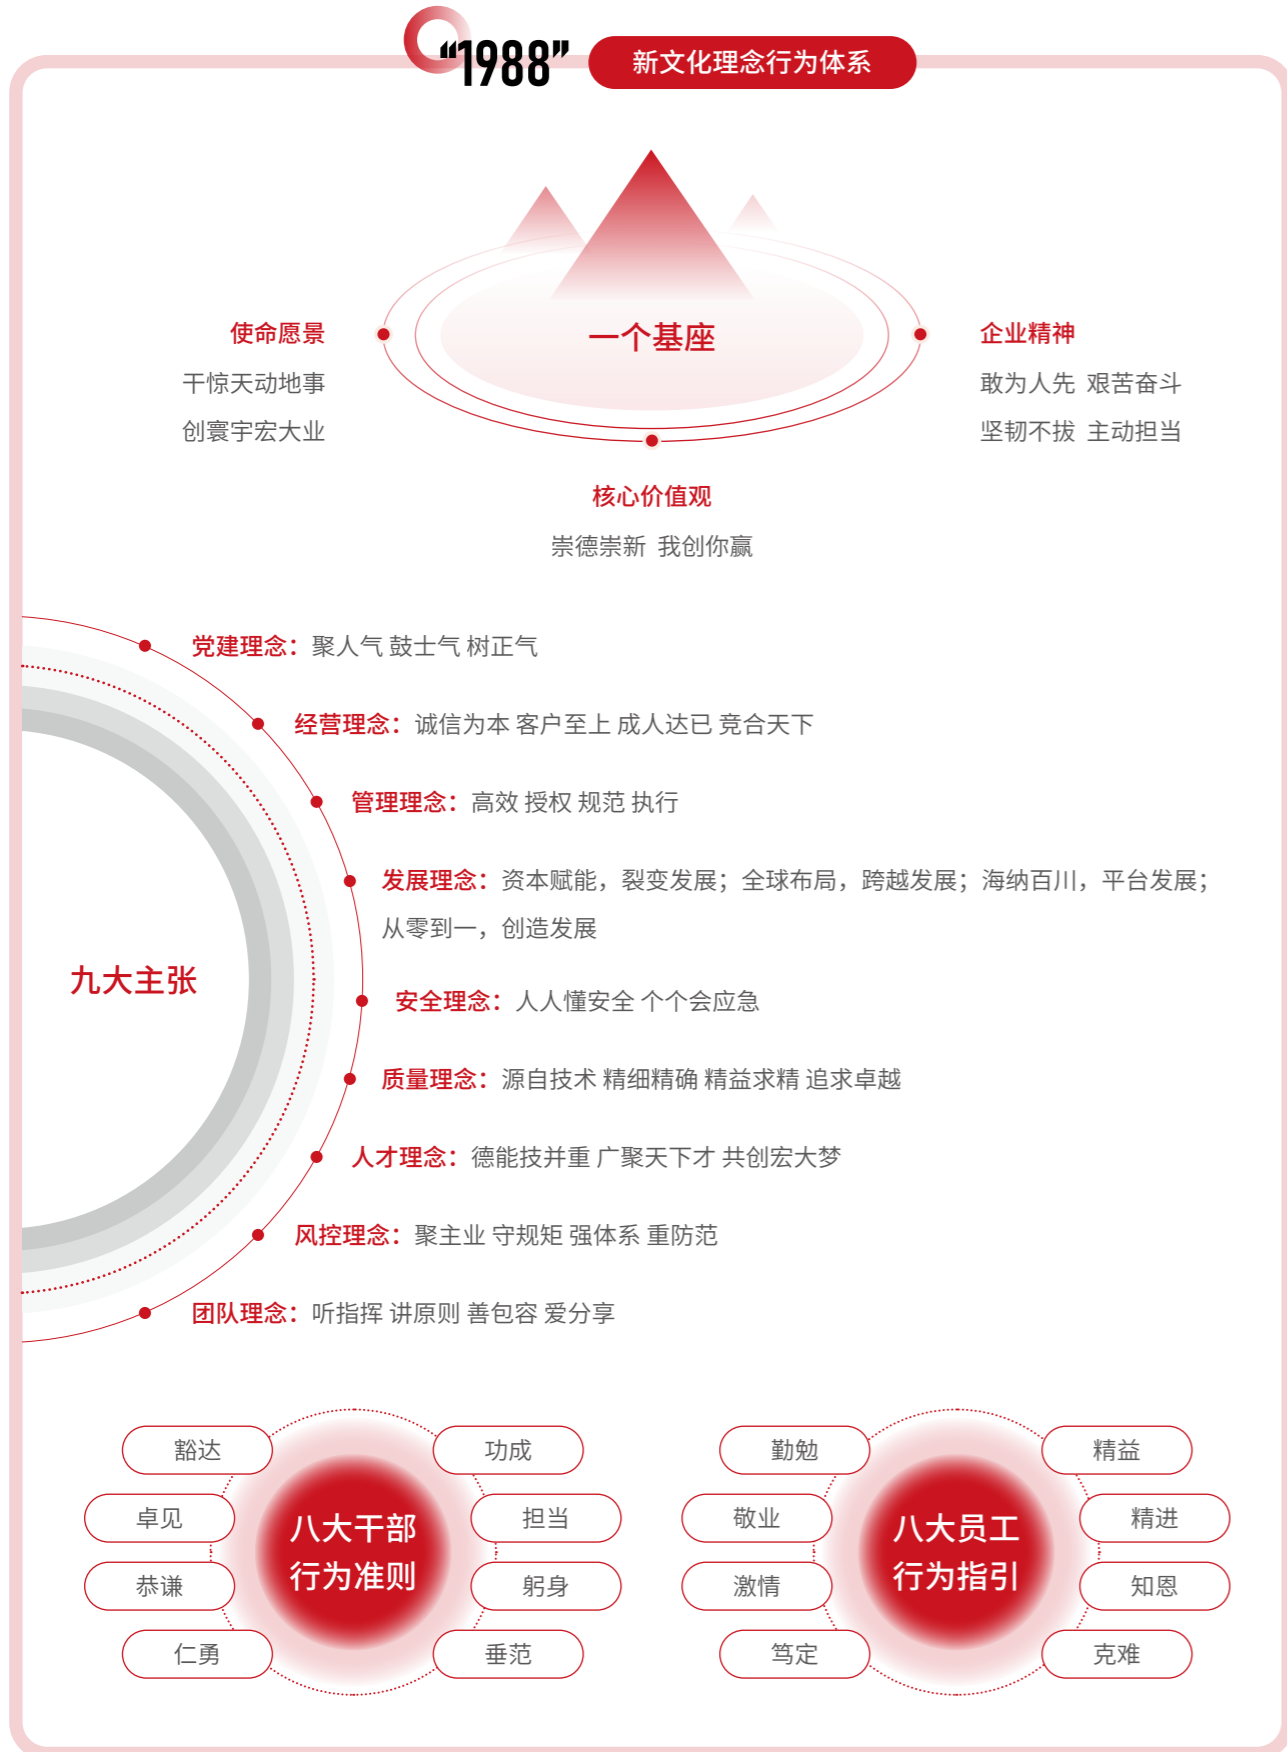 “1988”
新文化理念行为体系
一个基座
使命愿景
干惊天动地事
创寰宇宏大业
企业精神
敢为人先 艰苦奋斗
坚韧不拔 主动担当
核心价值观
崇德崇新 我创你赢
九大主张
党建理念：聚人气 鼓士气 树正气
经营理念：诚信为本 客户至上 成人达已 竞合天下
管理理念：高效 授权 规范 执行
发展理念：资本赋能，裂变发展；全球布局，跨越发展；海纳百川，平台发展；
从零到一，创造发展
安全理念：人人懂安全 个个会应急
质量理念：源自技术 精细精确 精益求精 追求卓越
人才理念：德能技并重 广聚天下才 共创宏大梦
风控理念：聚主业 守规矩 强体系 重防范
团队理念：听指挥 讲原则 善包容 爱分享
八大干部
行为准则
豁达
卓见
恭谦
仁勇
功成
担当
躬身
垂范
八大员工
行为指引
勤勉
敬业
激情
笃定
精益
精进
知恩
克难